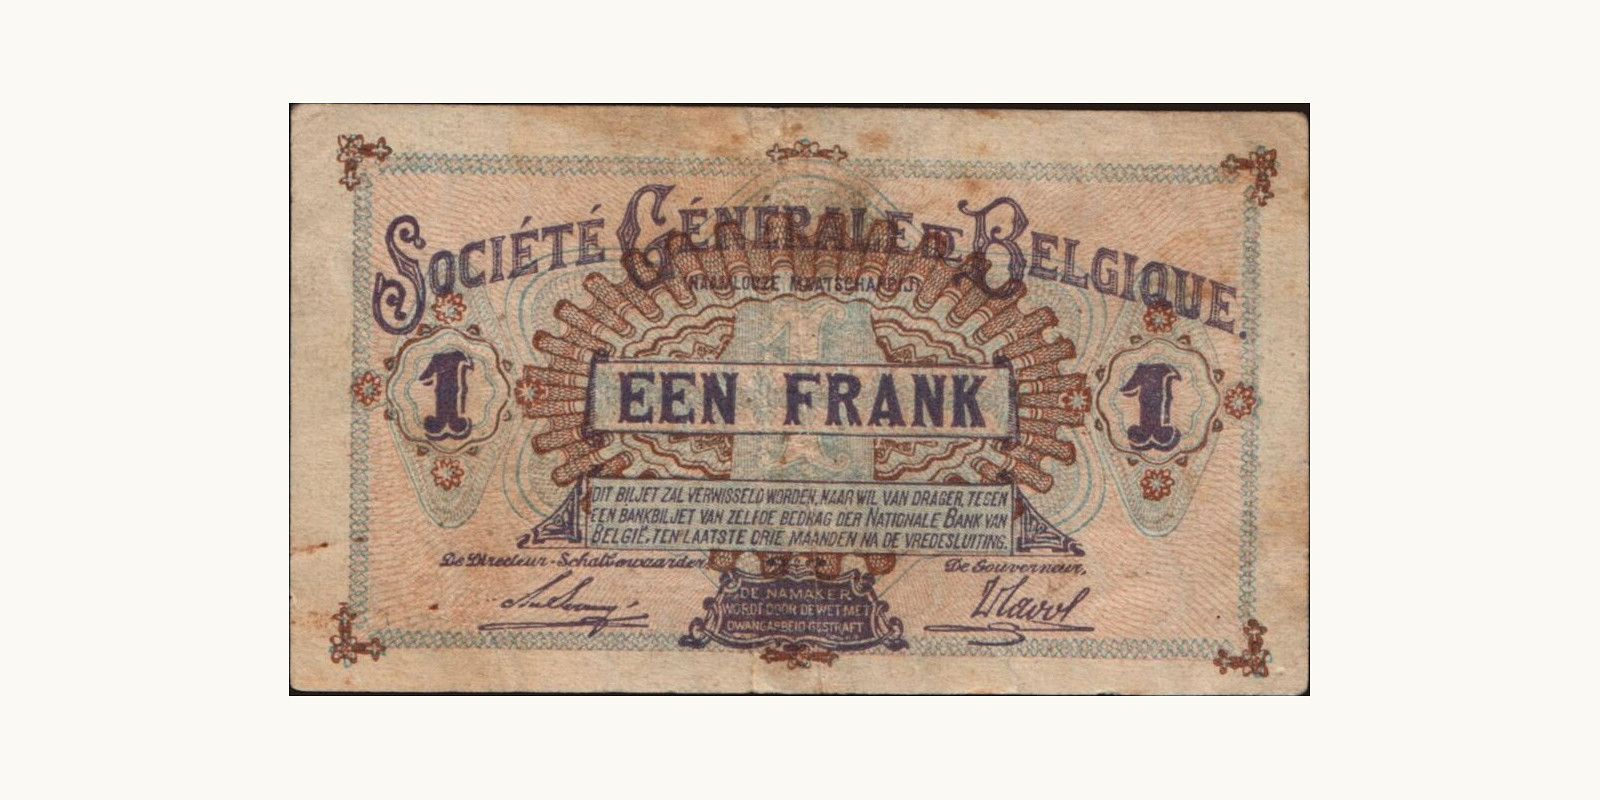 SOCIÉTÉ GÉNÉRALE DE BELGIQUE.
NAAMLOOZE MAATSCHAPPIJ
1
EEN FRANK
1
DIT BILJET ZAL VERWISSELD WORDEN, NAAR WIL VAN DRAGER, TEGEN
EEN BANKBILJET VAN ZELFDE BEDRAG DER NATIONALE BANK VAN
BELGIË, TEN LAATSTE DRIE MAANDEN NA DE VREDESLUITING.
De Directeur-Schatbewaarder,
De Gouverneur,
DE NAMAKER
WORDT DOOR DE WET MET
DWANGARBEID GESTRAFT